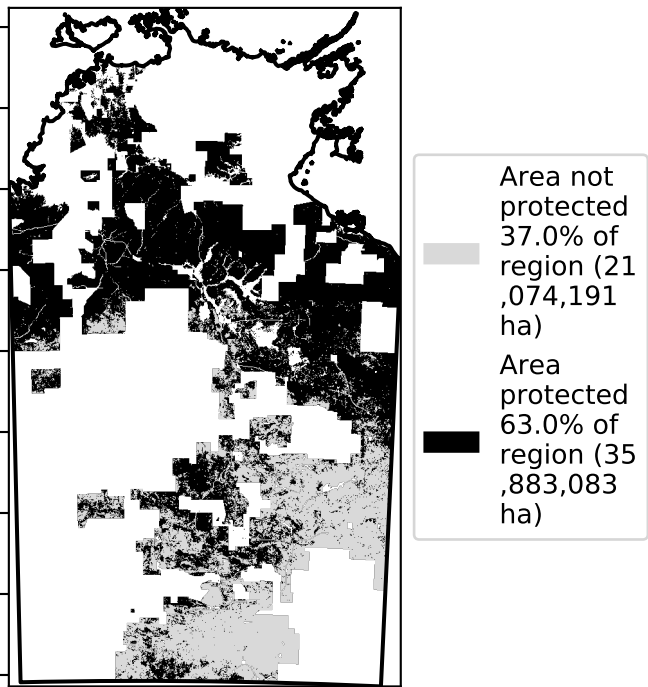 Area not
protected
37.0% of
region (21
,074,191
ha)
Area
protected
63.0% of
region (35
,883,083
ha)